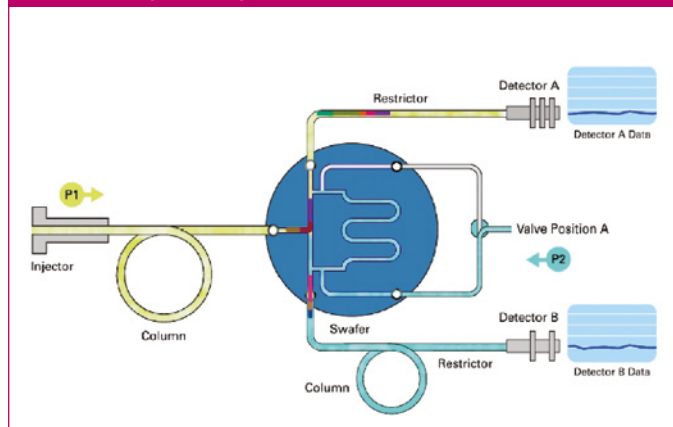 Restrictor
Detector A
Detector A Data
P1
Valve Position A
P2
Injector
Column
Swafer
Detector B
Column
Restrictor
Detector B Data